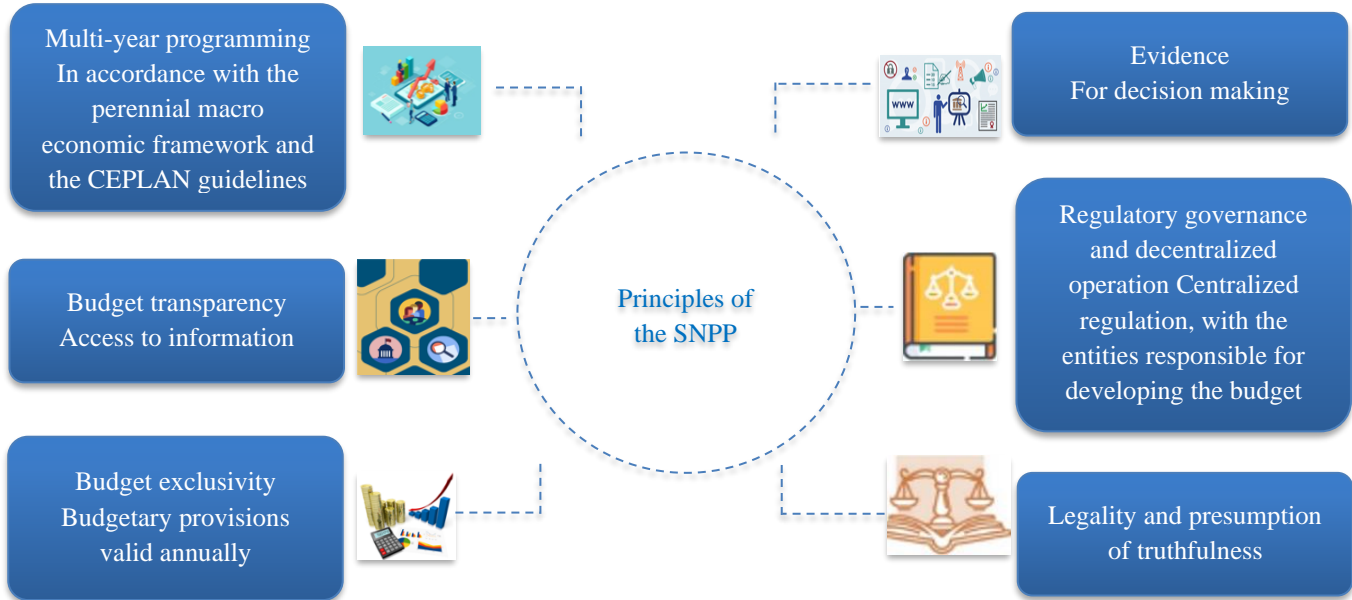 Multi-year programming
In accordance with the
perennial macro
economic framework and
the CEPLAN guidelines
Budget transparency
Access to information
Budget exclusivity
Budgetary provisions
valid annually
Principles of
the SNPP
WWW
Evidence
For decision making
Regulatory governance
and decentralized
operation Centralized
regulation, with the
entities responsible for
developing the budget
Legality and presumption
of truthfulness